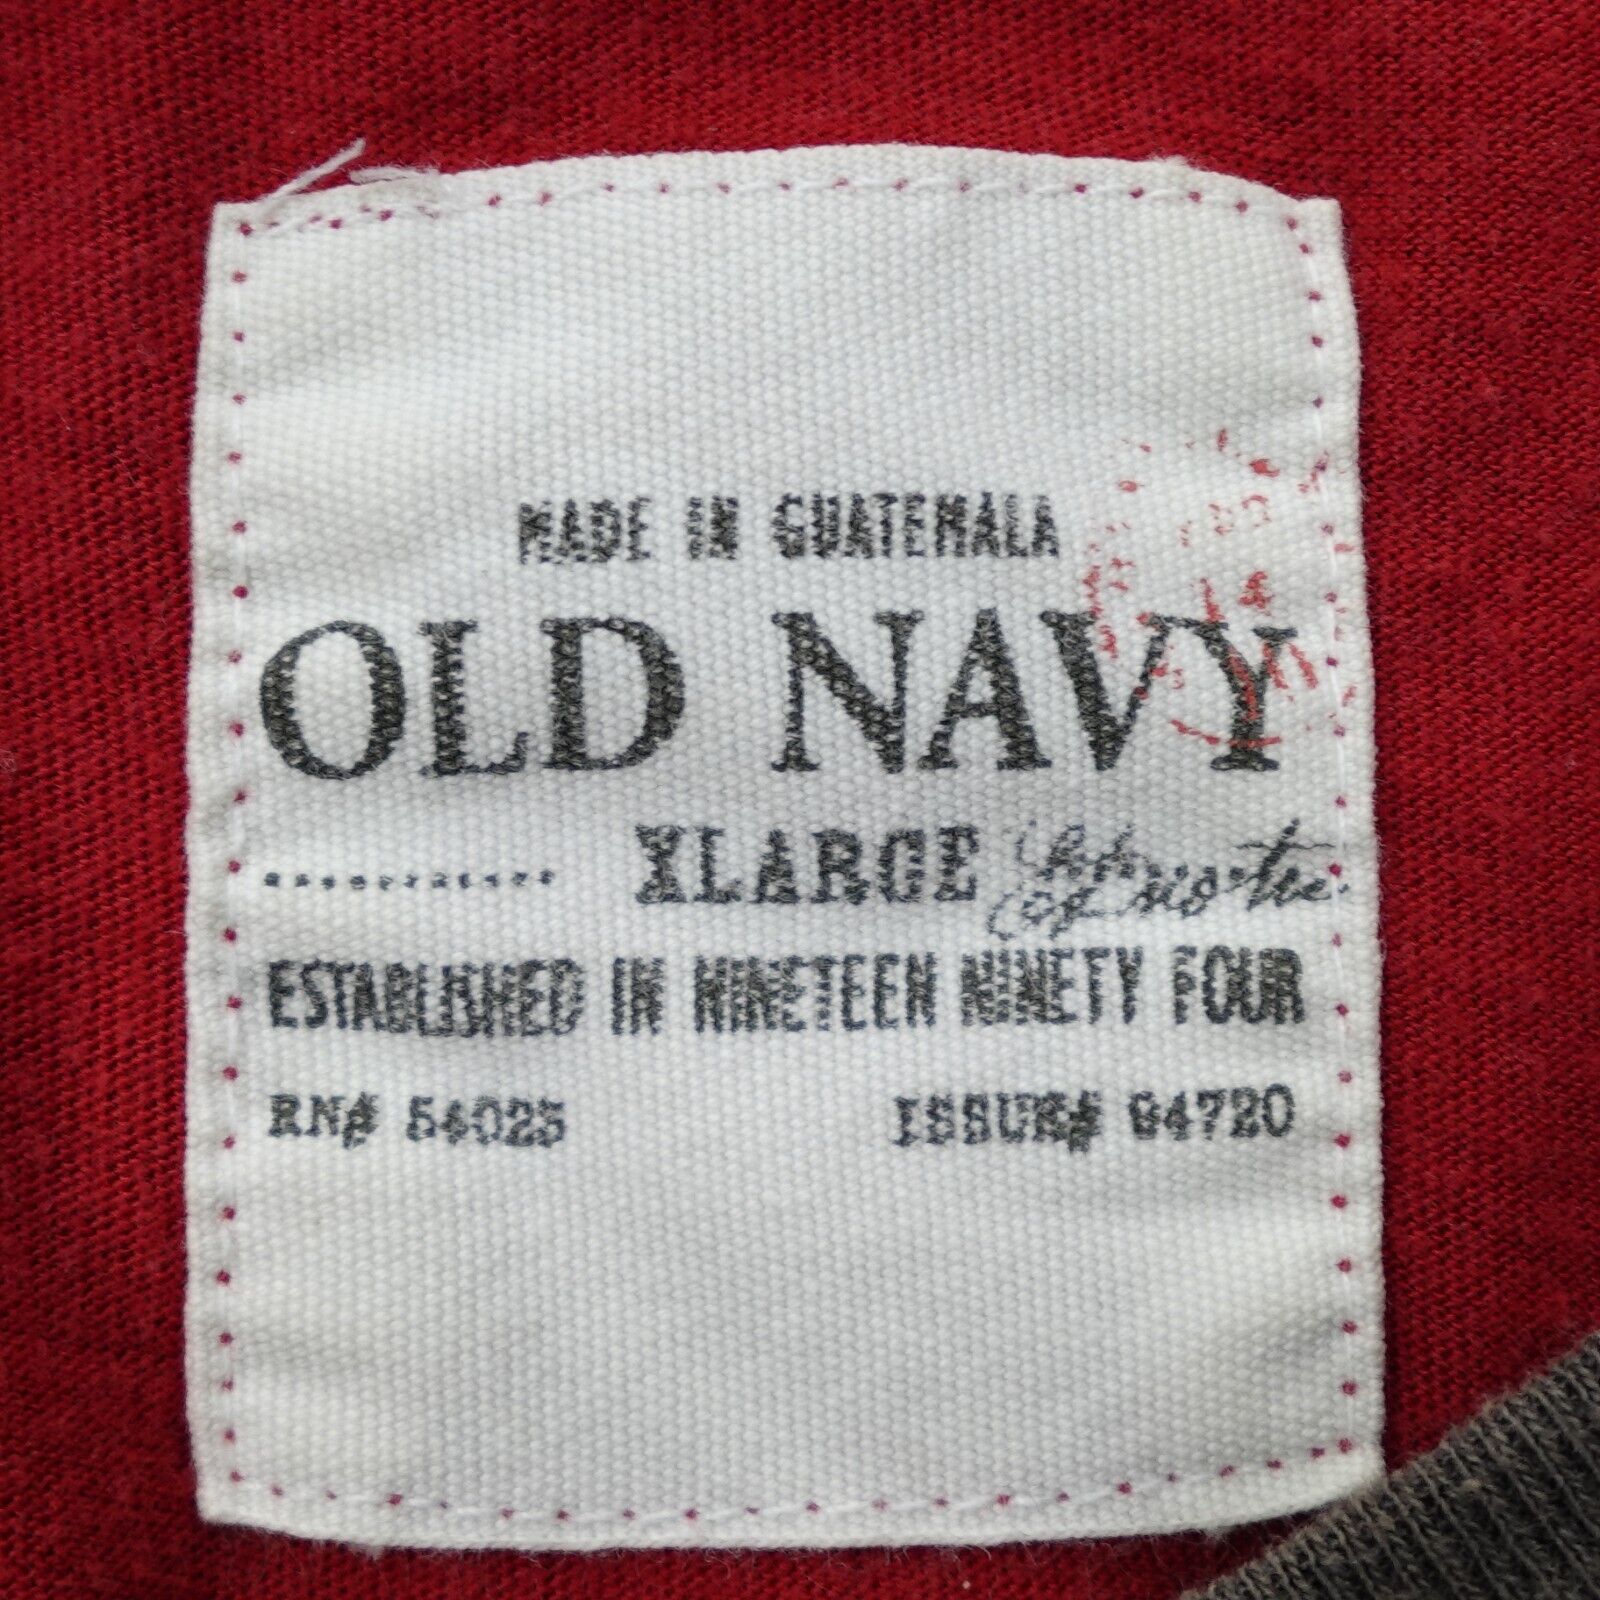 MADE IN GUATEMALA
OLD NAVY
XLARGE
ESTABLISHED IN NINETEEN NINETY FOUR
RN# 54023 ISSUE# 94720